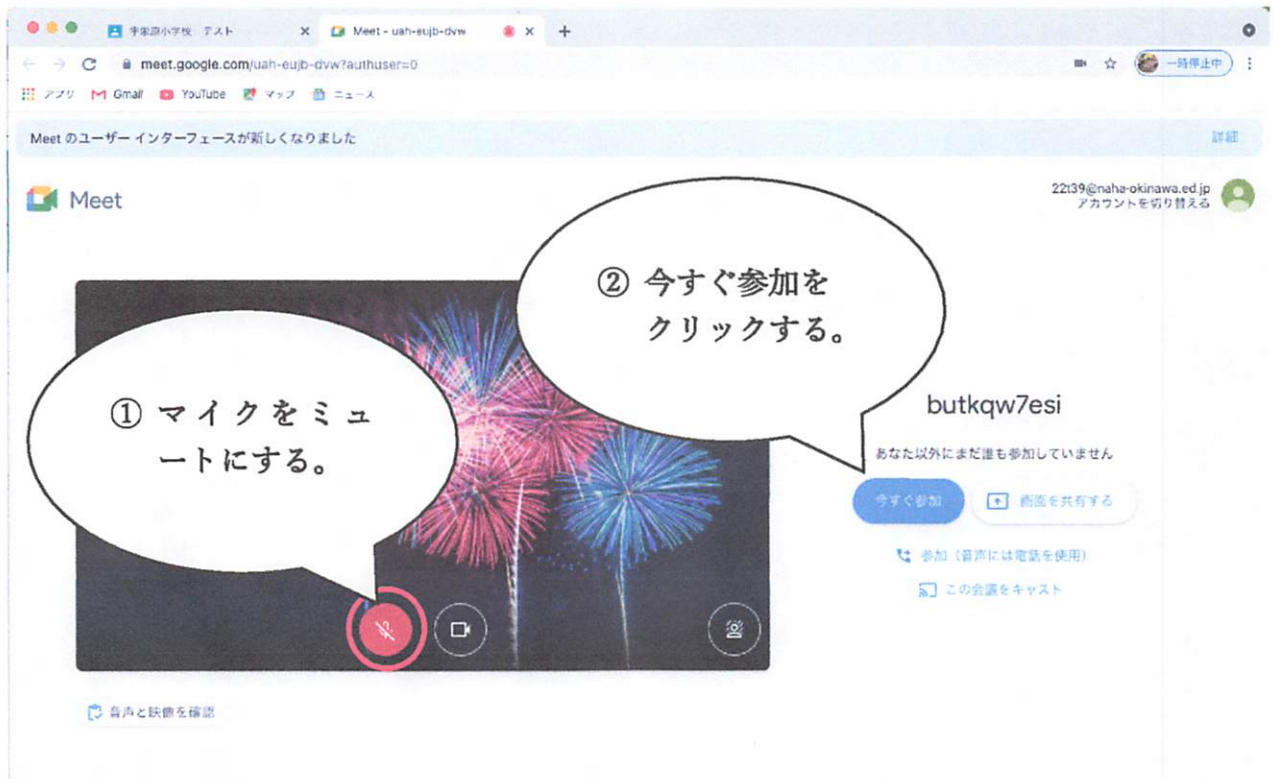 宇栄原小学校 テスト
Meet - uah-eujb-dvw
meet.google.com/uah-eujb-dvw?authuser=0
一時停止中
アプリ Gmail YouTube マップ ニュース
Meet のユーザー インターフェースが新しくなりました
詳細
Meet
22t39@naha-okinawa.ed.jp
アカウントを切り替える
② 今すぐ参加を
クリックする。
① マイクをミュ
ートにする。
butkqw7esi
あなた以外にまだ誰も参加していません
今すぐ参加
画面を共有する
参加（音声には電話を使用）
この会議をキャスト
音声と映像を確認